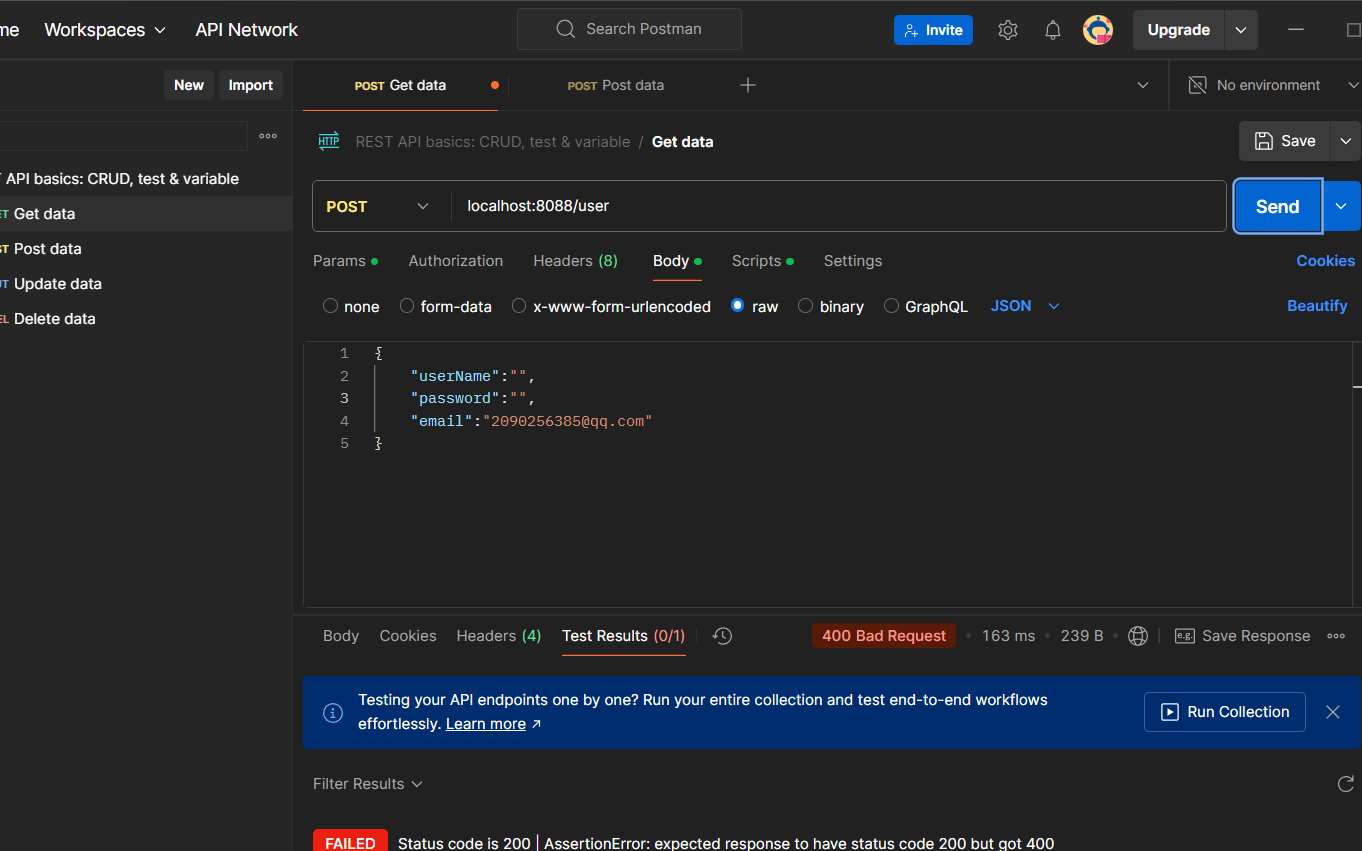 me Workspaces API Network Search Postman Invite Upgrade
New Import POST Get data POST Post data No environment
HTTP REST API basics: CRUD, test & variable / Get data Save
API basics: CRUD, test & variable
ET Get data
ST Post data
UT Update data
EL Delete data
POST localhost:8088/user Send
Params Authorization Headers (8) Body Scripts Settings Cookies
none form-data x-www-form-urlencoded raw binary GraphQL JSON Beautify
1 {
2 "userName":"",
3 "password":"",
4 "email":"2090256385@qq.com"
5 }
Body Cookies Headers (4) Test Results (0/1) 400 Bad Request 163 ms 239 B e.g. Save Response
Testing your API endpoints one by one? Run your entire collection and test end-to-end workflows
effortlessly. Learn more ↗ Run Collection
Filter Results
FAILED Status code is 200 | AssertionError: expected response to have status code 200 but got 400